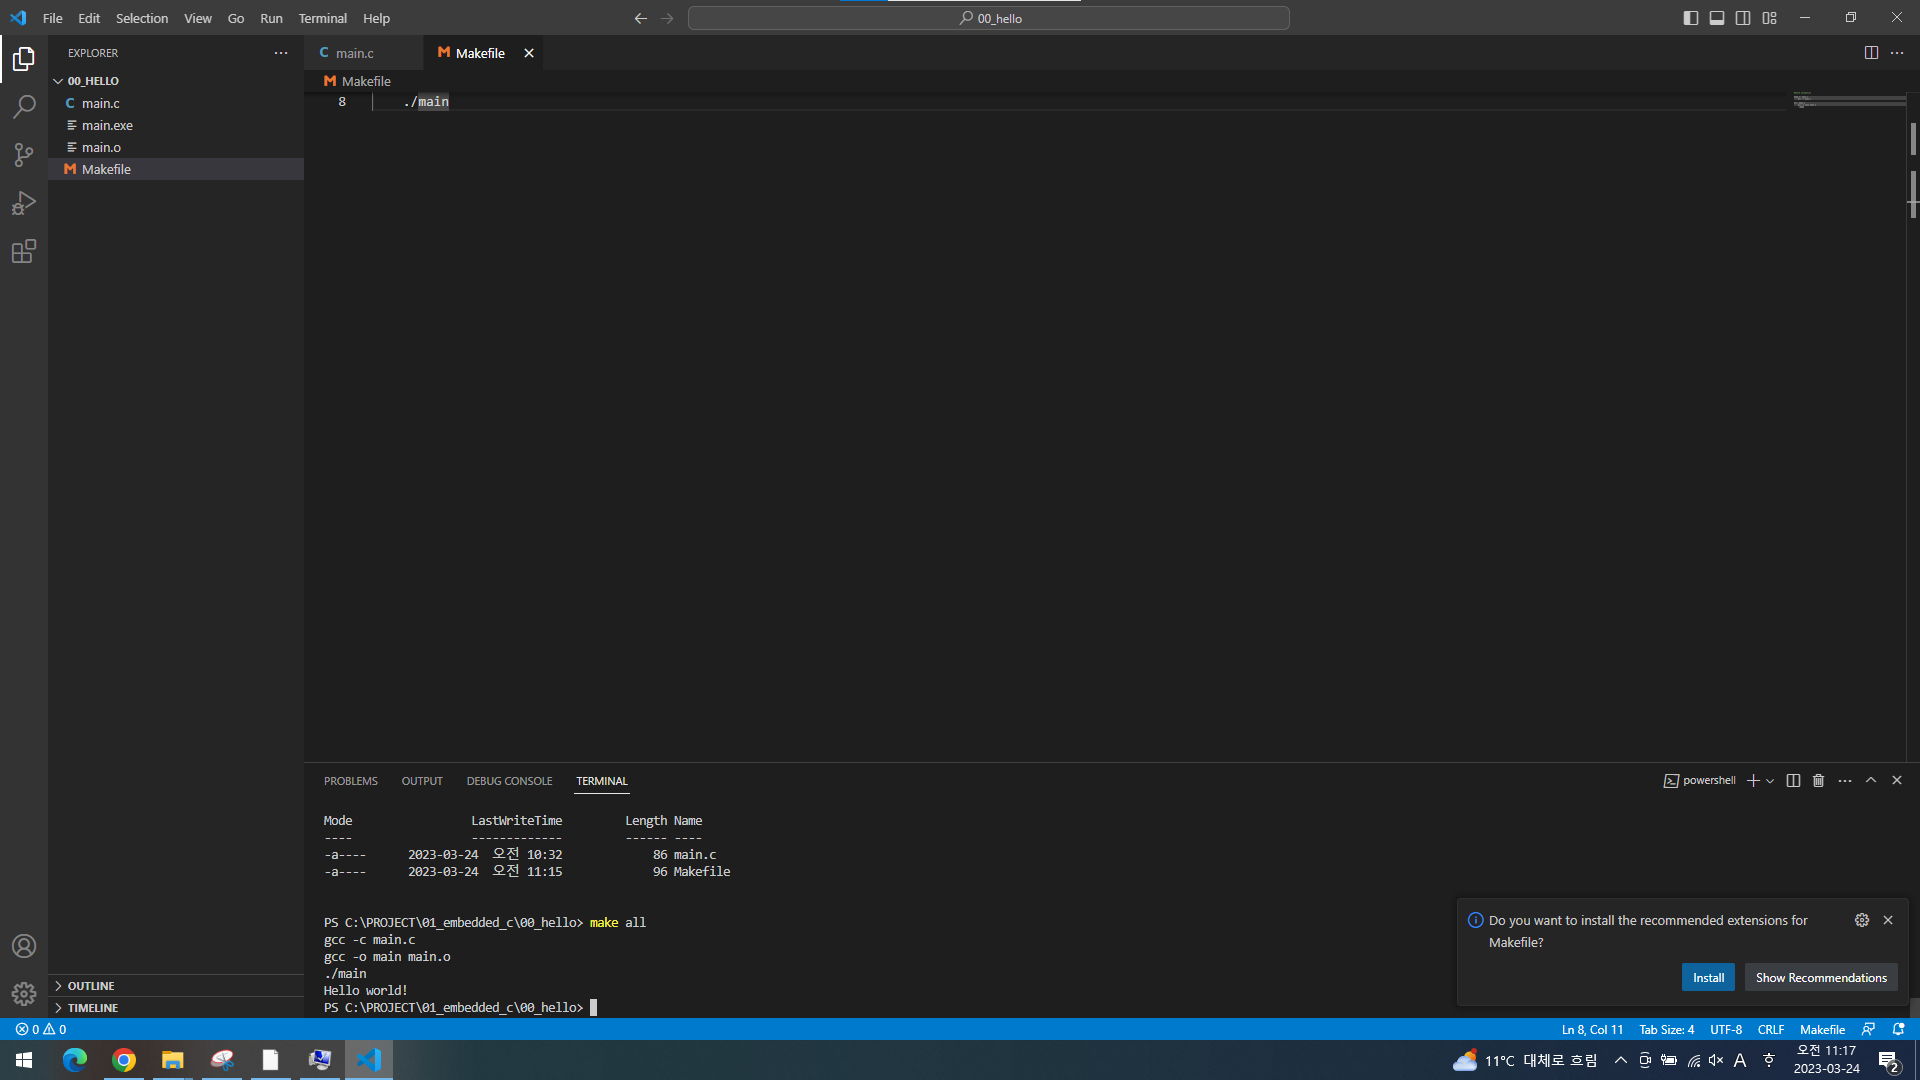 File Edit Selection View Go Run Terminal Help
00_hello
EXPLORER
00_HELLO
C main.c
main.exe
main.o
M Makefile
C main.c
M Makefile
M Makefile
8 ./main
PROBLEMS OUTPUT DEBUG CONSOLE TERMINAL
powershell
Mode LastWriteTime Length Name
---- ------------- ------ ----
-a---- 2023-03-24 오전 10:32 86 main.c
-a---- 2023-03-24 오전 11:15 96 Makefile
PS C:\PROJECT\01_embedded_c\00_hello> make all
gcc -c main.c
gcc -o main main.o
./main
Hello world!
PS C:\PROJECT\01_embedded_c\00_hello>
Do you want to install the recommended extensions for
Makefile?
Install Show Recommendations
OUTLINE
TIMELINE
0 0
Ln 8, Col 11 Tab Size: 4 UTF-8 CRLF Makefile
11°C 대체로 흐림
A 한
오전 11:17
2023-03-24
2